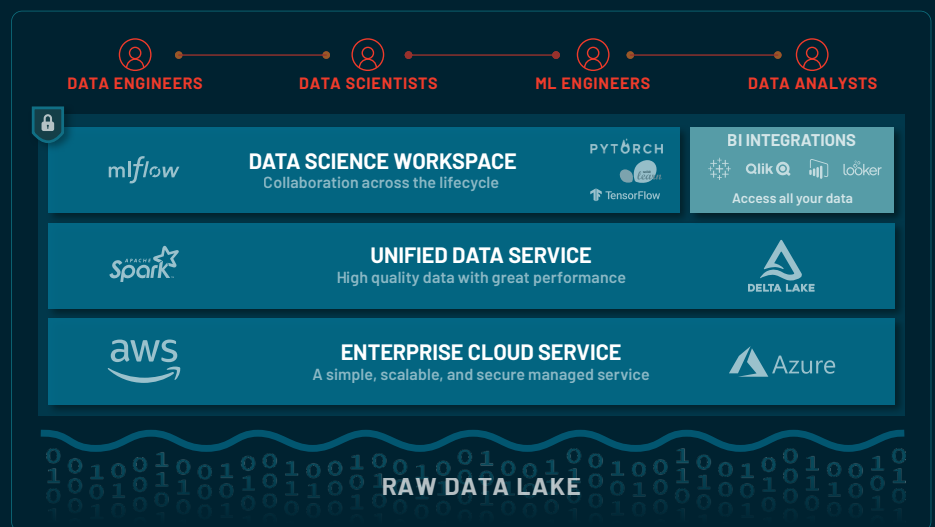 DATA ENGINEERS
DATA SCIENTISTS
ML ENGINEERS
DATA ANALYSTS
mlflow
DATA SCIENCE WORKSPACE
Collaboration across the lifecycle
PYTORCH
learn
TensorFlow
BI INTEGRATIONS
Qlik
looker
Access all your data
APACHE
Spark
UNIFIED DATA SERVICE
High quality data with great performance
DELTA LAKE
aws
ENTERPRISE CLOUD SERVICE
A simple, scalable, and secure managed service
Azure
RAW DATA LAKE